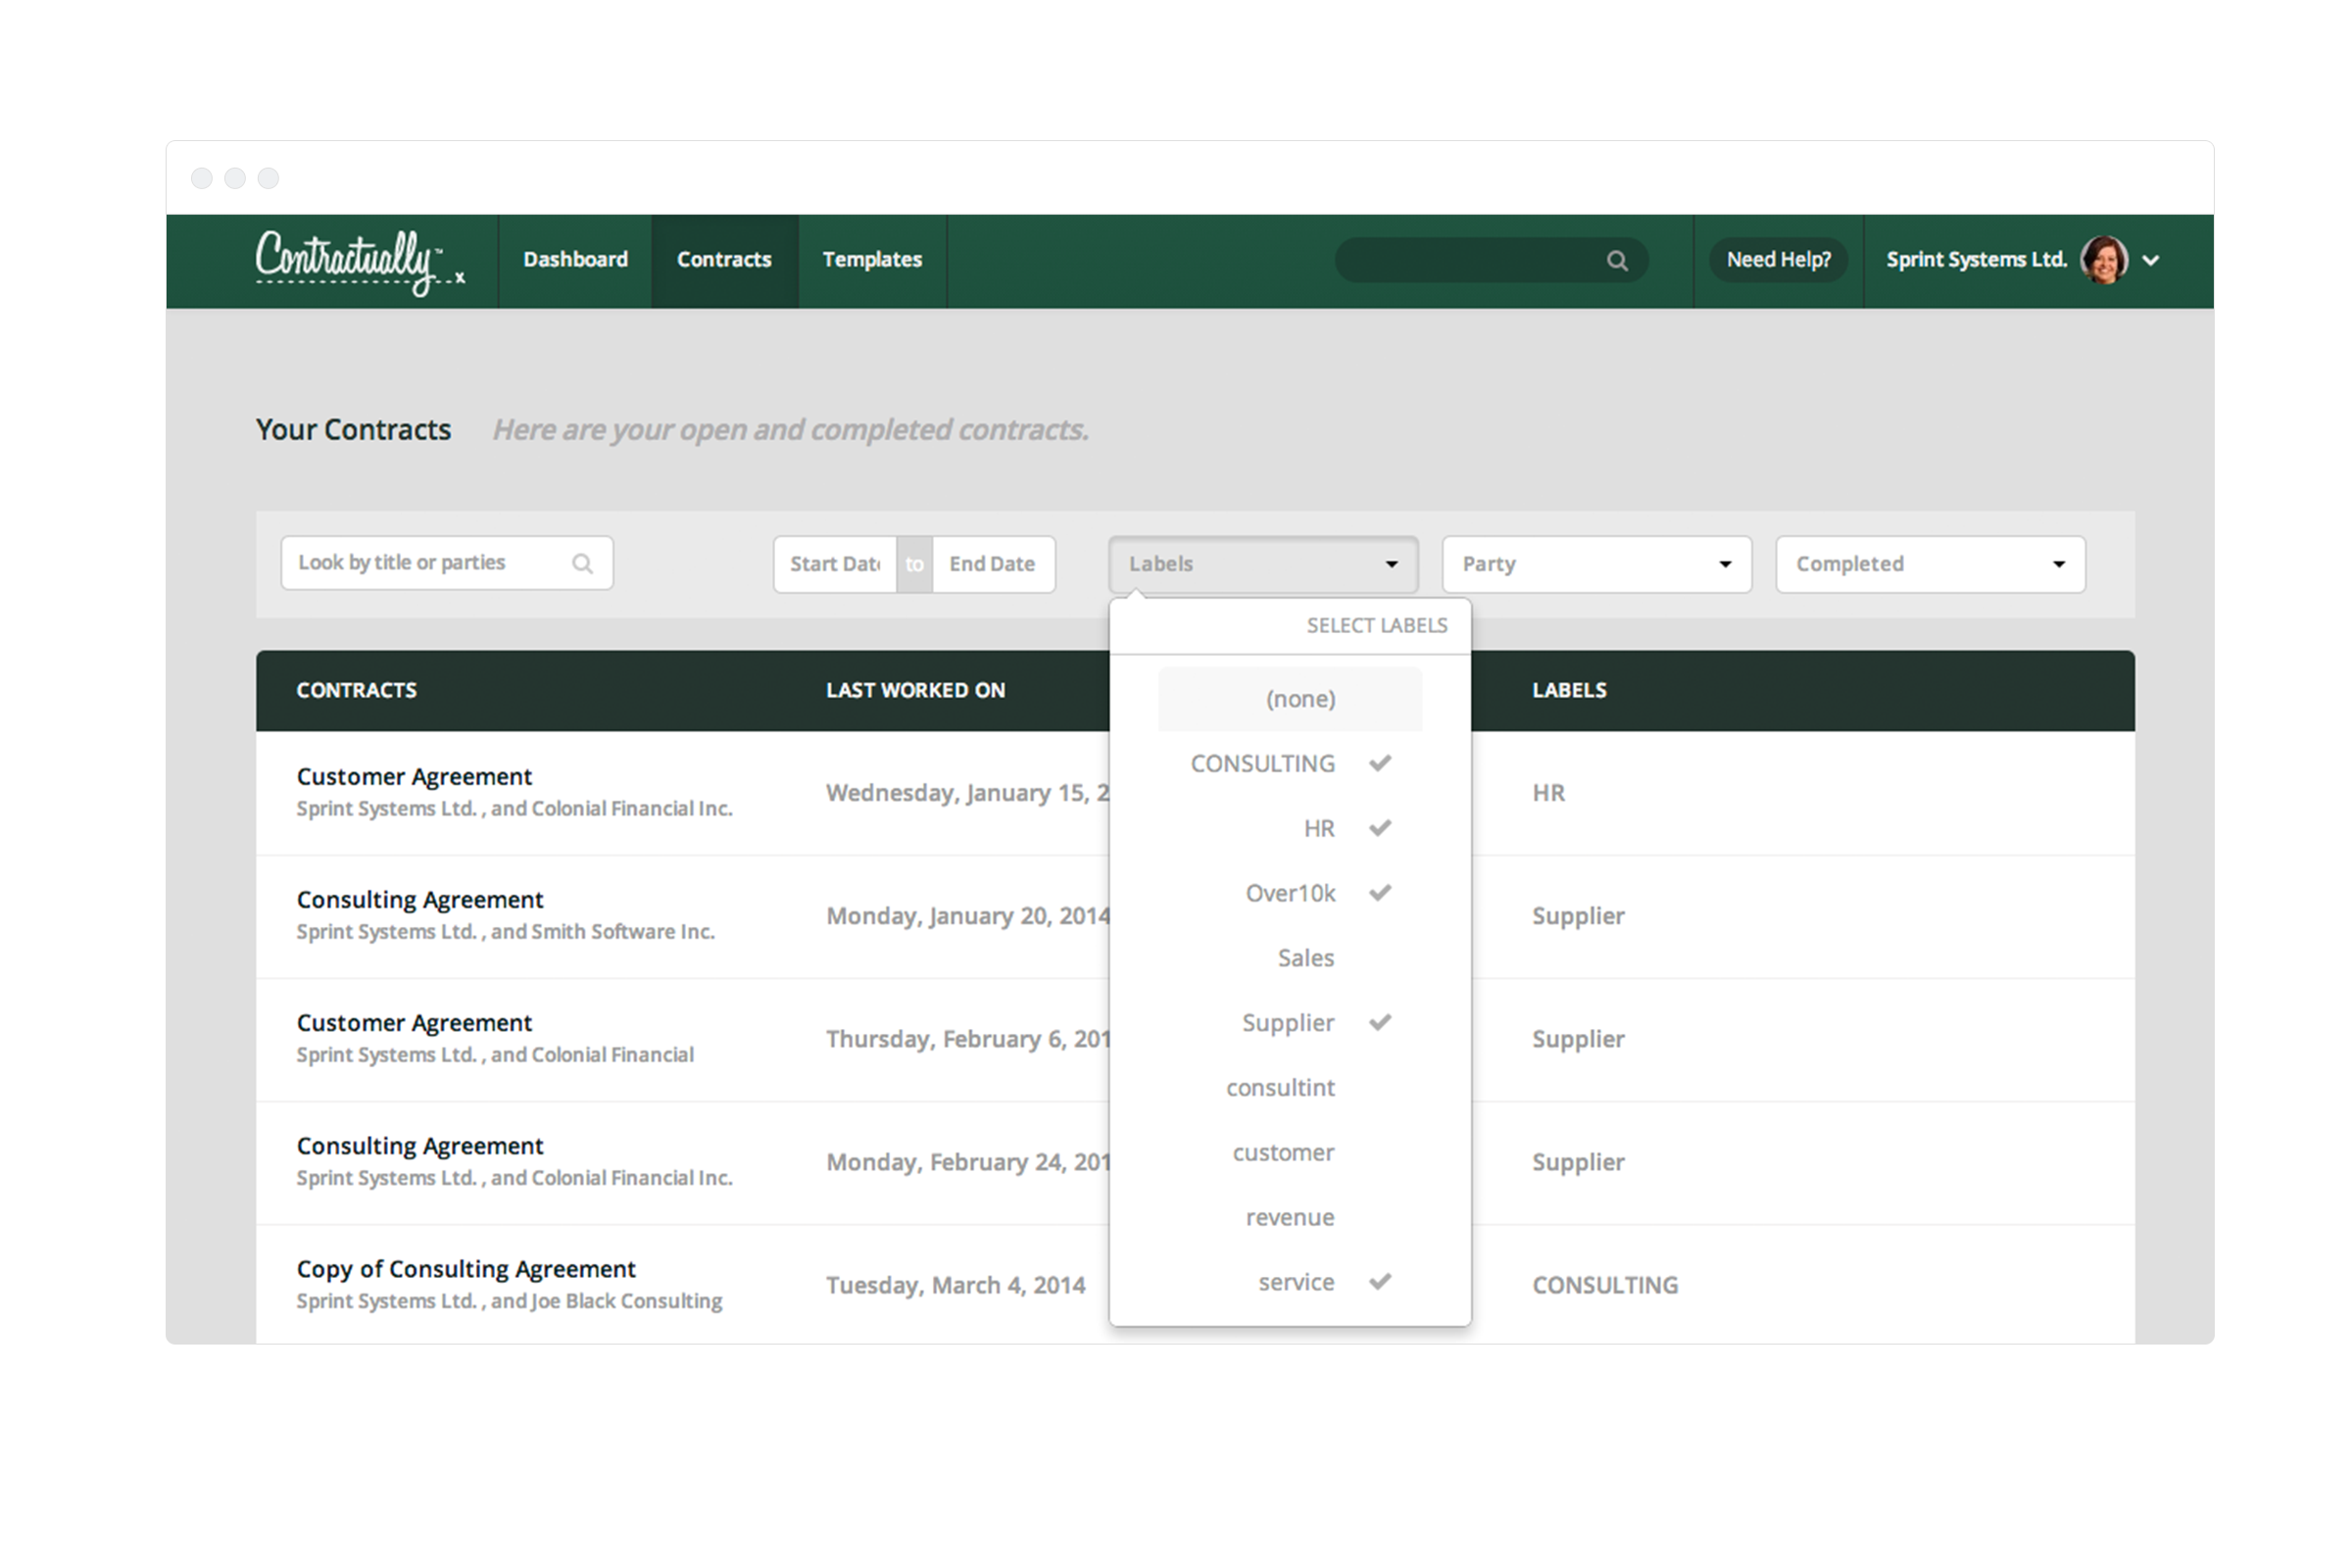 Contractually™ x
Dashboard
Contracts
Templates
Need Help?
Sprint Systems Ltd.
Your Contracts
Here are your open and completed contracts.
Look by title or parties
Start Dat
to
End Date
Labels
Party
Completed
SELECT LABELS
(none)
CONSULTING
HR
Over10k
Sales
Supplier
consultint
customer
revenue
service
CONTRACTS
LAST WORKED ON
LABELS
Customer Agreement
Sprint Systems Ltd. , and Colonial Financial Inc.
Wednesday, January 15, 2
HR
Consulting Agreement
Sprint Systems Ltd. , and Smith Software Inc.
Monday, January 20, 2014
Supplier
Customer Agreement
Sprint Systems Ltd. , and Colonial Financial
Thursday, February 6, 201
Supplier
Consulting Agreement
Sprint Systems Ltd. , and Colonial Financial Inc.
Monday, February 24, 201
Supplier
Copy of Consulting Agreement
Sprint Systems Ltd. , and Joe Black Consulting
Tuesday, March 4, 2014
CONSULTING